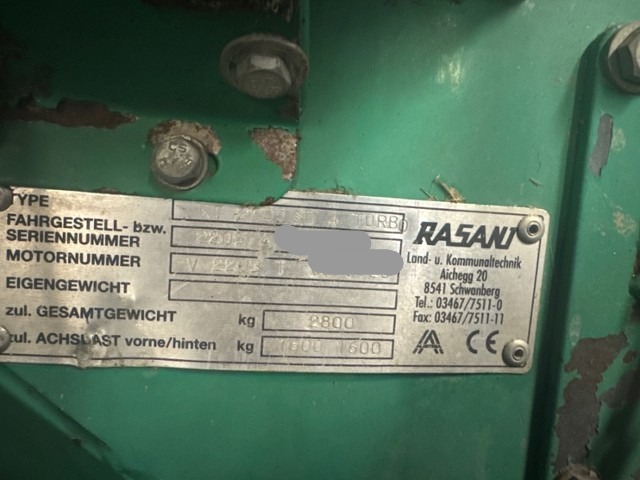 TYPE TURBO
FAHRGESTELL- bzw.
SERIENNUMMER
MOTORNUMMER V
EIGENGEWICHT
zul. GESAMTGEWICHT kg 2800
zul. ACHSLAST vorne/hinten kg 1600 1600
RASANT
Land- u. Kommunaltechnik
Aichegg 20
8541 Schwanberg
Tel.: 03467/7511-0
Fax: 03467/7511-11
CE